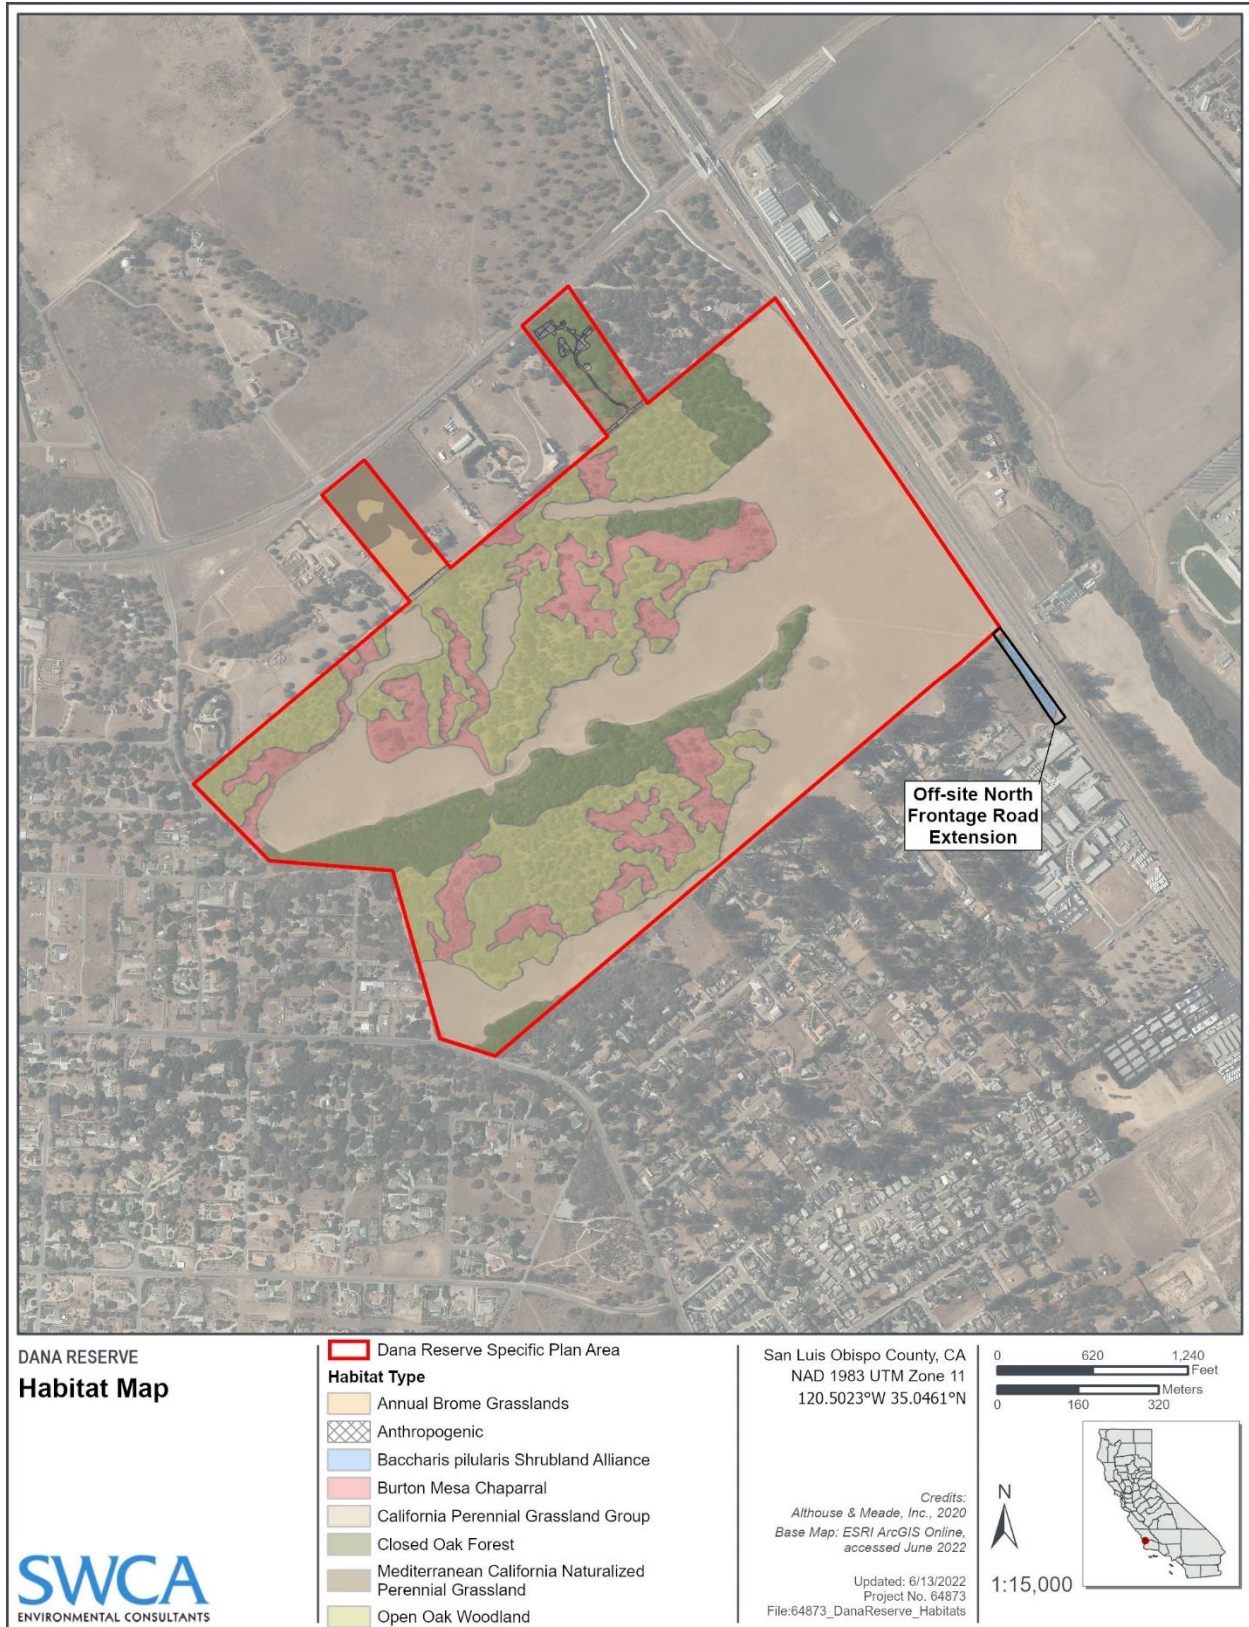 Off-site North
Frontage Road
Extension
DANA RESERVE
Habitat Map
SWCA
ENVIRONMENTAL CONSULTANTS
Dana Reserve Specific Plan Area
Habitat Type
Annual Brome Grasslands
Anthropogenic
Baccharis pilularis Shrubland Alliance
Burton Mesa Chaparral
California Perennial Grassland Group
Closed Oak Forest
Mediterranean California Naturalized
Perennial Grassland
Open Oak Woodland
San Luis Obispo County, CA
NAD 1983 UTM Zone 11
120.5023°W 35.0461°N
Credits:
Althouse & Meade, Inc., 2020
Base Map: ESRI ArcGIS Online,
accessed June 2022
Updated: 6/13/2022
Project No. 64873
File:64873_DanaReserve_Habitats
0 620 1,240
Feet
Meters
0 160 320
N
1:15,000